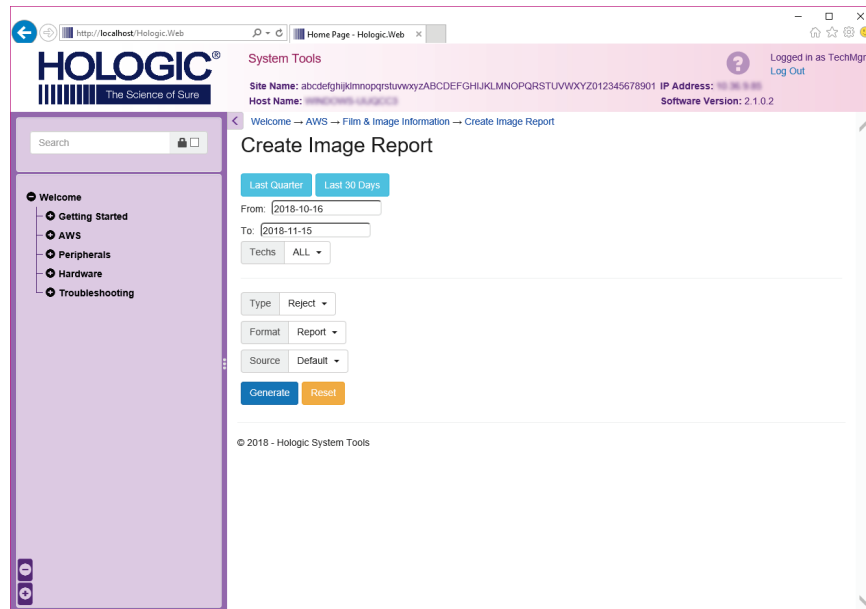 http://localhost/Hologic.Web
Home Page - Hologic.Web
HOLOGIC®
The Science of Sure
System Tools
Logged in as TechMgr
Log Out
Site Name: abcdefghijklmnopqrstuvwxyzABCDEFGHIJKLMNOPQRSTUVWXYZ012345678901 IP Address:
Host Name:
Software Version: 2.1.0.2
Welcome → AWS → Film & Image Information → Create Image Report
Search
Create Image Report
Welcome
Getting Started
AWS
Peripherals
Hardware
Troubleshooting
Last Quarter
Last 30 Days
From: 2018-10-16
To: 2018-11-15
Techs ALL
Type Reject
Format Report
Source Default
Generate
Reset
© 2018 - Hologic System Tools